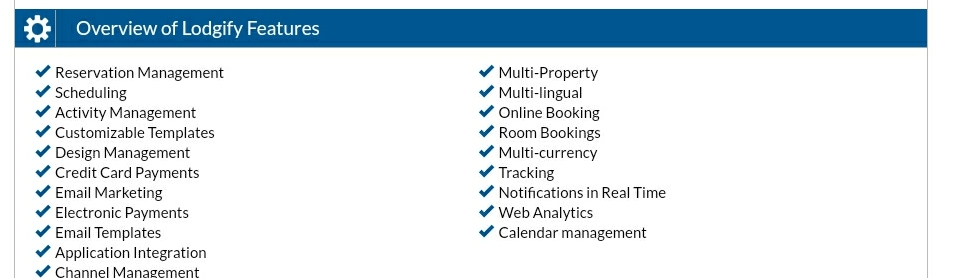 Overview of Lodgify Features
Reservation Management
Scheduling
Activity Management
Customizable Templates
Design Management
Credit Card Payments
Email Marketing
Electronic Payments
Email Templates
Application Integration
Channel Management
Multi-Property
Multi-lingual
Online Booking
Room Bookings
Multi-currency
Tracking
Notifications in Real Time
Web Analytics
Calendar management